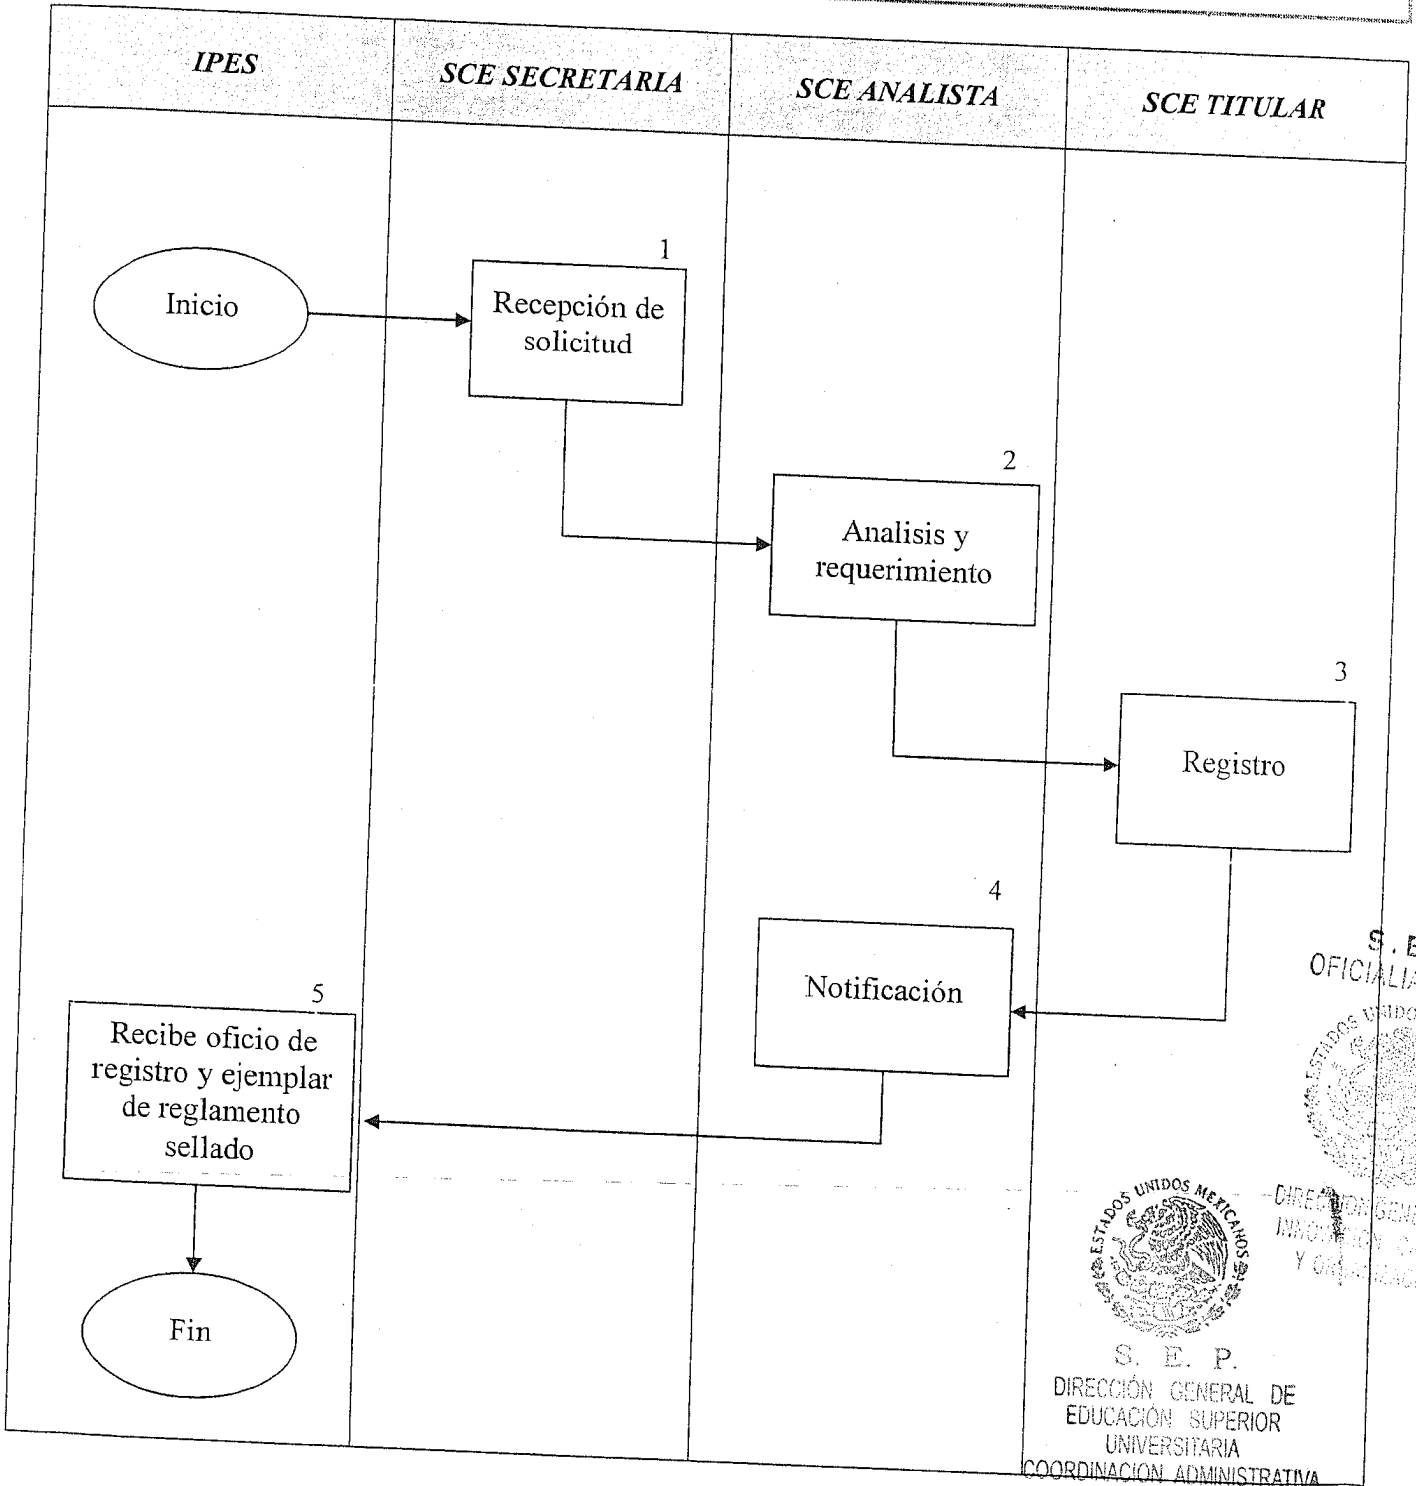 IPES
SCE SECRETARIA
SCE ANALISTA
SCE TITULAR
Inicio
1
Recepción de
solicitud
2
Analisis y
requerimiento
3
Registro
4
Notificación
5
Recibe oficio de
registro y ejemplar
de reglamento
sellado
Fin
ESTADOS UNIDOS MEXICANOS
S. E. P.
DIRECCIÓN GENERAL DE
EDUCACIÓN SUPERIOR
UNIVERSITARIA
COORDINACION ADMINISTRATIVA